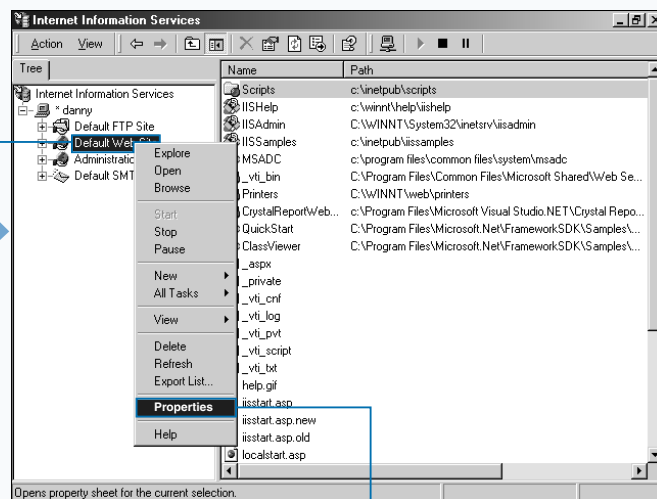 Internet Information Services
Action View
Tree
Name Path
Internet Information Services
* danny
Default FTP Site
Default Web Site
Administratio
Default SMT
Explore
Open
Browse
Start
Stop
Pause
New
All Tasks
View
Delete
Refresh
Export List...
Properties
Help
Scripts c:\inetpub\scripts
IISHelp c:\winnt\help\iishelp
IISAdmin C:\WINNT\System32\inetsrv\iisadmin
IISSamples c:\inetpub\iissamples
MSADC c:\program files\common files\system\msadc
_vti_bin C:\Program Files\Common Files\Microsoft Shared\Web Se...
Printers C:\WINNT\web\printers
CrystalReportWeb... c:\Program Files\Microsoft Visual Studio.NET\Crystal Repo...
QuickStart C:\Program Files\Microsoft.Net\FrameworkSDK\Samples\...
ClassViewer C:\Program Files\Microsoft.Net\FrameworkSDK\Samples\...
_aspx
_private
_vti_cnf
_vti_log
_vti_pvt
_vti_script
_vti_txt
help.gif
iisstart.asp
iisstart.asp.new
iisstart.asp.old
localstart.asp
Opens property sheet for the current selection.